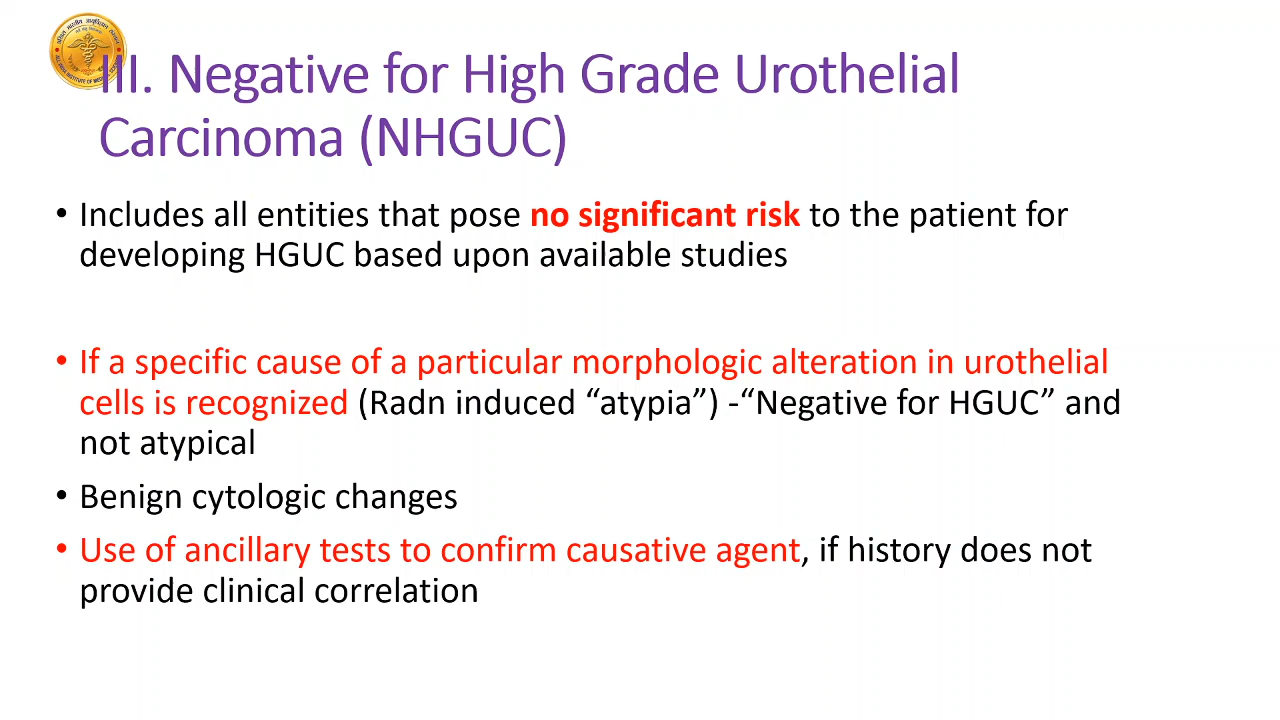 III. Negative for High Grade Urothelial
Carcinoma (NHGUC)
• Includes all entities that pose no significant risk to the patient for
developing HGUC based upon available studies
• If a specific cause of a particular morphologic alteration in urothelial
cells is recognized (Radn induced “atypia”) -“Negative for HGUC” and
not atypical
• Benign cytologic changes
• Use of ancillary tests to confirm causative agent, if history does not
provide clinical correlation